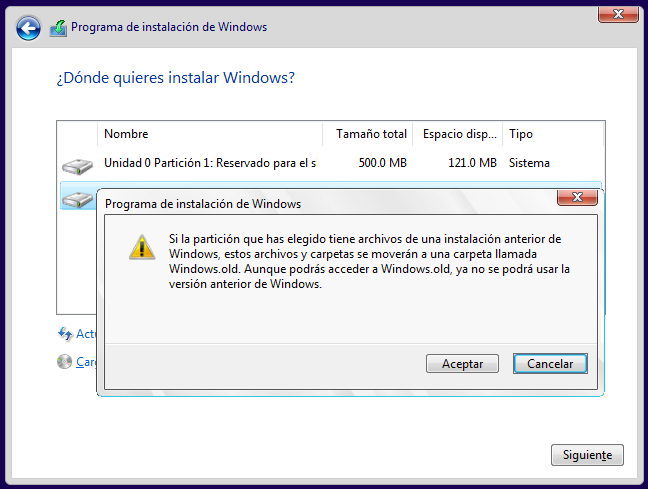 Programa de instalación de Windows
¿Dónde quieres instalar Windows?
Nombre Tamaño total Espacio disp... Tipo
Unidad 0 Partición 1: Reservado para el s 500.0 MB 121.0 MB Sistema
Programa de instalación de Windows
Si la partición que has elegido tiene archivos de una instalación anterior de
Windows, estos archivos y carpetas se moverán a una carpeta llamada
Windows.old. Aunque podrás acceder a Windows.old, ya no se podrá usar la
versión anterior de Windows.
Actu
Carg
Aceptar Cancelar
Siguiente